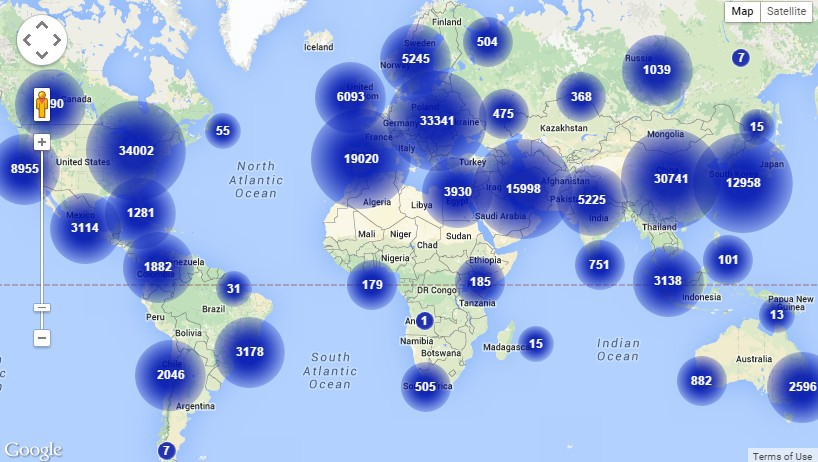 Map
Satellite
Finland
504
Iceland
Sweden
5245
Russia
7
1039
90
Canada
United
6093
368
475
Poland
Germany
Ukraine
33341
55
15
Kazakhstan
Mongolia
34002
France
Italy
19020
United States
8955
North
Atlantic
Ocean
Turkey
Japan
30741
12958
Iraq
15998
Afghanistan
3930
Egypt
Algeria
Libya
5225
India
Saudi Arabia
Mexico
3114
1281
Mali
Niger
Chad
Sudan
Thailand
Nigeria
Ethiopia
751
101
1882
31
179
185
3138
DR Congo
Tanzania
Indonesia
Papua New
Guinea
13
Brazil
Peru
1
Bolivia
Namibia
Botswana
Madagascar
15
Indian
Ocean
South
Atlantic
Ocean
3178
Australia
2046
505
882
2596
Argentina
7
Google
Terms of Use